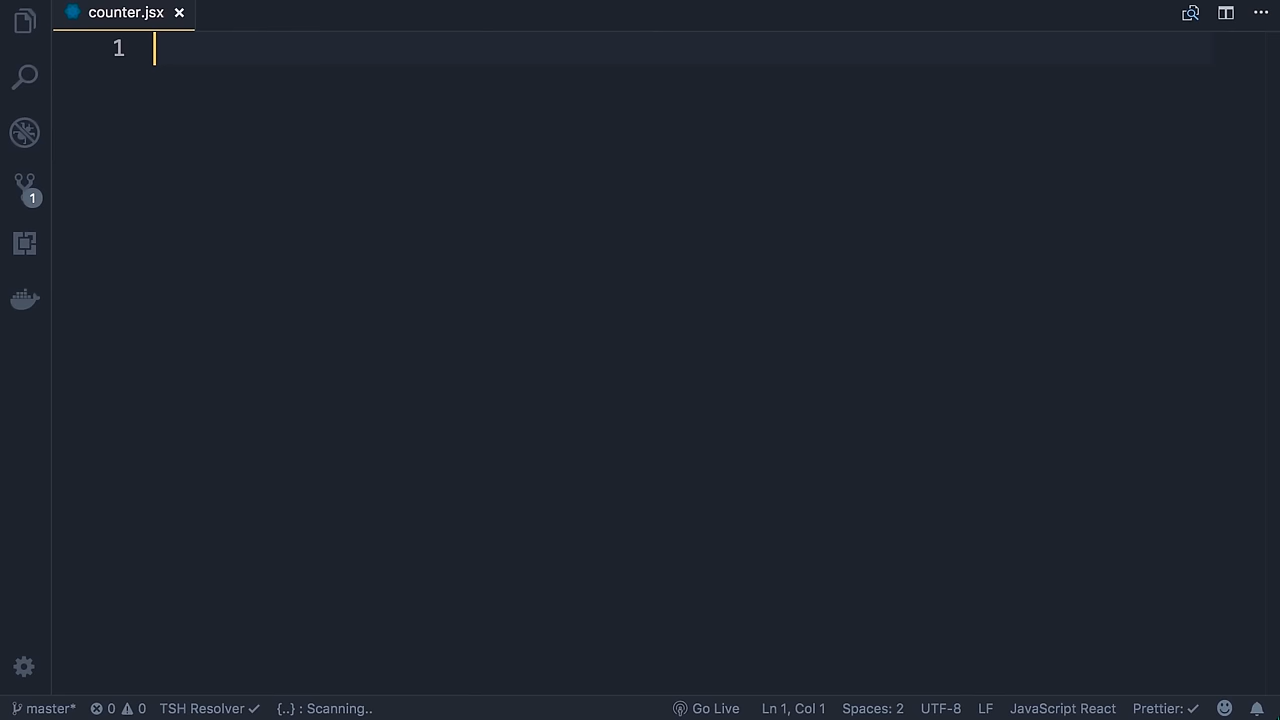 counter.jsx
1
1
master* 0 0 TSH Resolver {..} : Scanning.. Go Live Ln 1, Col 1 Spaces: 2 UTF-8 LF JavaScript React Prettier: